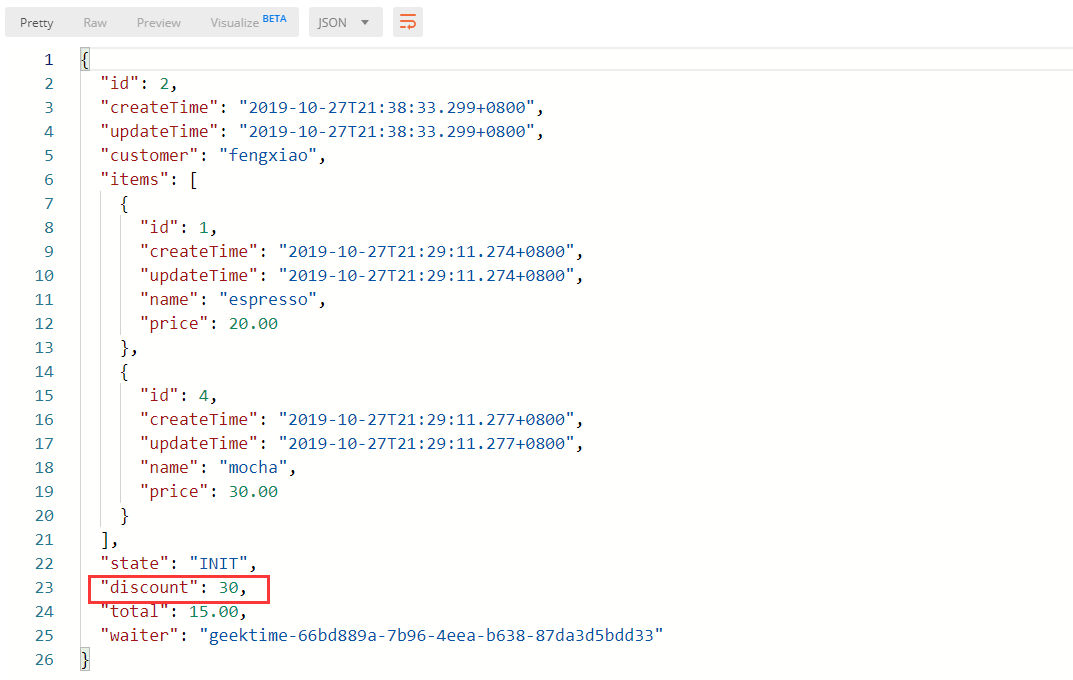 Pretty Raw Preview Visualize BETA JSON
1 {
2 "id": 2,
3 "createTime": "2019-10-27T21:38:33.299+0800",
4 "updateTime": "2019-10-27T21:38:33.299+0800",
5 "customer": "fengxiao",
6 "items": [
7 {
8 "id": 1,
9 "createTime": "2019-10-27T21:29:11.274+0800",
10 "updateTime": "2019-10-27T21:29:11.274+0800",
11 "name": "espresso",
12 "price": 20.00
13 },
14 {
15 "id": 4,
16 "createTime": "2019-10-27T21:29:11.277+0800",
17 "updateTime": "2019-10-27T21:29:11.277+0800",
18 "name": "mocha",
19 "price": 30.00
20 }
21 ],
22 "state": "INIT",
23 "discount": 30,
24 "total": 15.00,
25 "waiter": "geektime-66bd889a-7b96-4eea-b638-87da3d5bdd33"
26 }